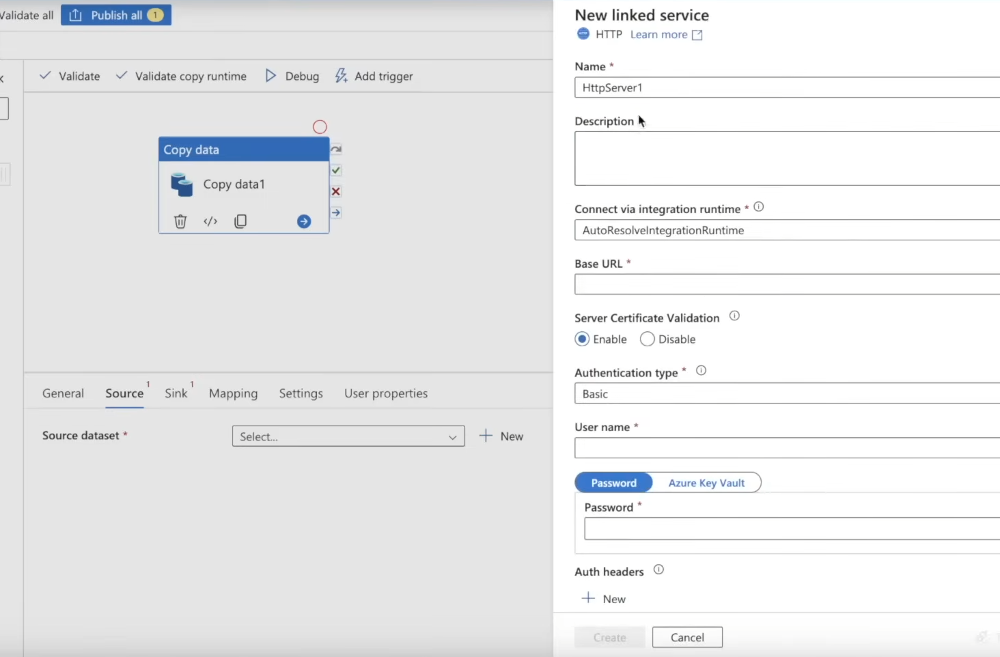 Validate all
Publish all 1
Validate
Validate copy runtime
Debug
Add trigger
Copy data
Copy data1
General
Source 1
Sink 1
Mapping
Settings
User properties
Source dataset *
Select...
New
New linked service
HTTP Learn more
Name *
HttpServer1
Description
Connect via integration runtime *
AutoResolveIntegrationRuntime
Base URL *
Server Certificate Validation
Enable Disable
Authentication type *
Basic
User name *
Password Azure Key Vault
Password *
Auth headers
New
Create Cancel